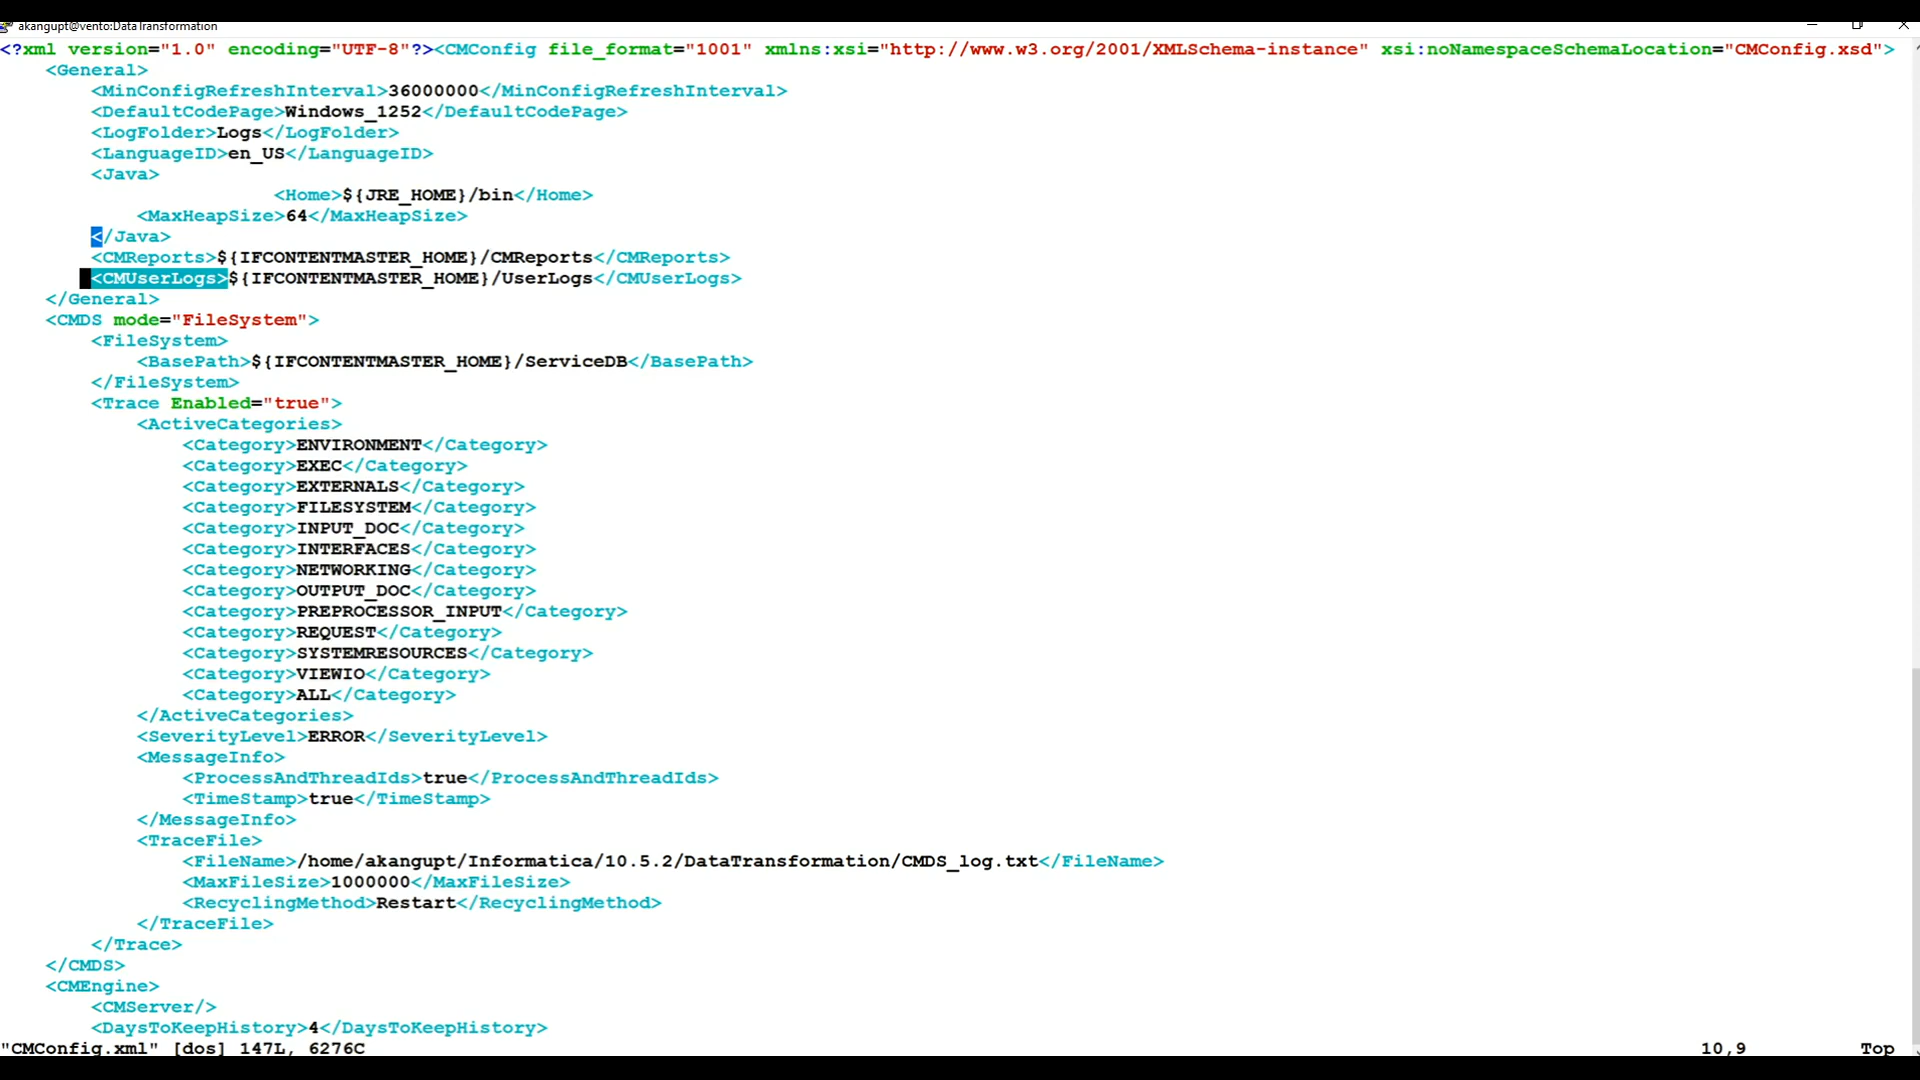 akangupt@vento:DataTransformation
<?xml version="1.0" encoding="UTF-8"?><CMConfig file_format="1001" xmlns:xsi="http://www.w3.org/2001/XMLSchema-instance" xsi:noNamespaceSchemaLocation="CMConfig.xsd">
<General>
<MinConfigRefreshInterval>36000000</MinConfigRefreshInterval>
<DefaultCodePage>Windows_1252</DefaultCodePage>
<LogFolder>Logs</LogFolder>
<LanguageID>en_US</LanguageID>
<Java>
<Home>${JRE_HOME}/bin</Home>
<MaxHeapSize>64</MaxHeapSize>
</Java>
<CMReports>${IFCONTENTMASTER_HOME}/CMReports</CMReports>
<CMUserLogs>${IFCONTENTMASTER_HOME}/UserLogs</CMUserLogs>
</General>
<CMDS mode="FileSystem">
<FileSystem>
<BasePath>${IFCONTENTMASTER_HOME}/ServiceDB</BasePath>
</FileSystem>
<Trace Enabled="true">
<ActiveCategories>
<Category>ENVIRONMENT</Category>
<Category>EXEC</Category>
<Category>EXTERNALS</Category>
<Category>FILESYSTEM</Category>
<Category>INPUT_DOC</Category>
<Category>INTERFACES</Category>
<Category>NETWORKING</Category>
<Category>OUTPUT_DOC</Category>
<Category>PREPROCESSOR_INPUT</Category>
<Category>REQUEST</Category>
<Category>SYSTEMRESOURCES</Category>
<Category>VIEWIO</Category>
<Category>ALL</Category>
</ActiveCategories>
<SeverityLevel>ERROR</SeverityLevel>
<MessageInfo>
<ProcessAndThreadIds>true</ProcessAndThreadIds>
<TimeStamp>true</TimeStamp>
</MessageInfo>
<TraceFile>
<FileName>/home/akangupt/Informatica/10.5.2/DataTransformation/CMDS_log.txt</FileName>
<MaxFileSize>1000000</MaxFileSize>
<RecyclingMethod>Restart</RecyclingMethod>
</TraceFile>
</Trace>
</CMDS>
<CMEngine>
<CMServer/>
<DaysToKeepHistory>4</DaysToKeepHistory>
"CMConfig.xml" [dos] 147L, 6276C 10,9 Top